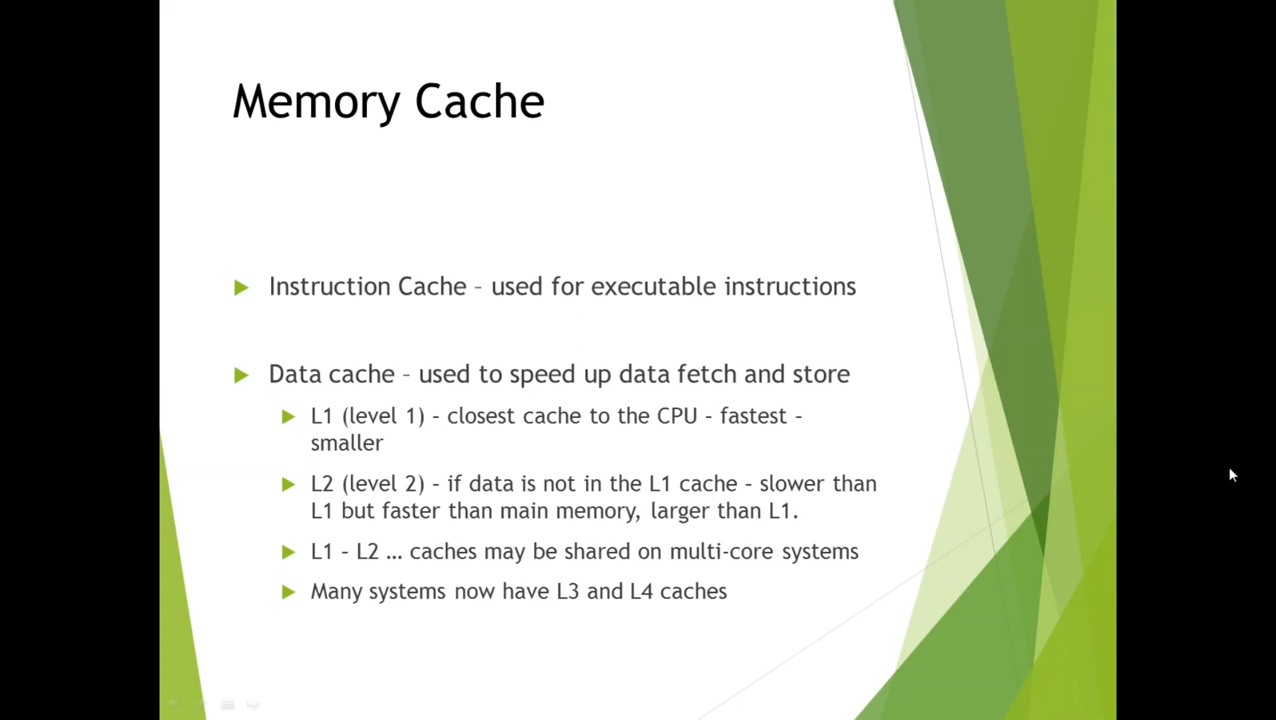 Memory Cache
Instruction Cache – used for executable instructions
Data cache – used to speed up data fetch and store
L1 (level 1) – closest cache to the CPU – fastest –
smaller
L2 (level 2) – if data is not in the L1 cache – slower than
L1 but faster than main memory, larger than L1.
L1 – L2 … caches may be shared on multi-core systems
Many systems now have L3 and L4 caches